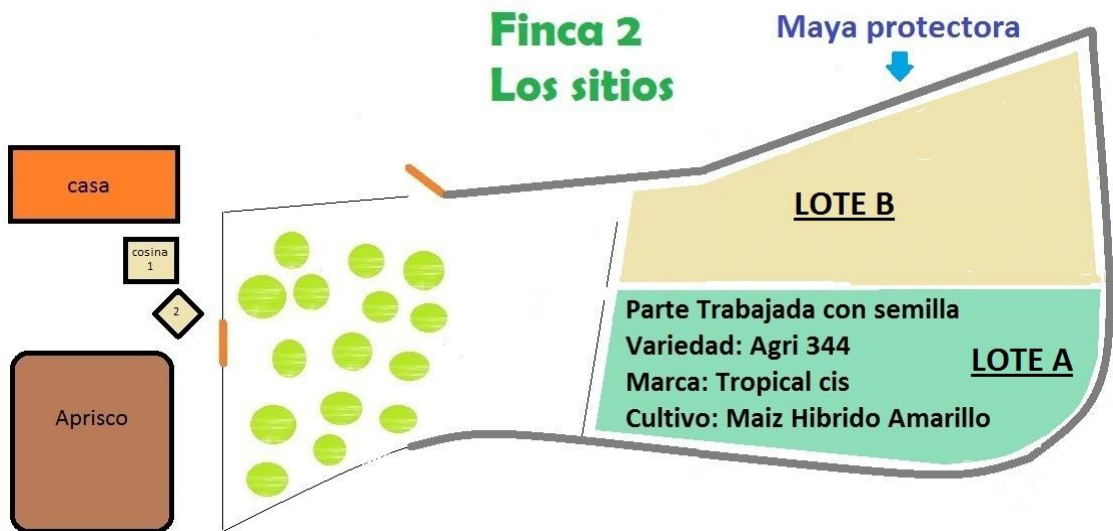 Finca 2
Los sitios
Maya protectora
casa
cosina
1
2
Aprisco
LOTE B
Parte Trabajada con semilla
Variedad: Agri 344
Marca: Tropical cis
Cultivo: Maiz Hibrido Amarillo
LOTE A